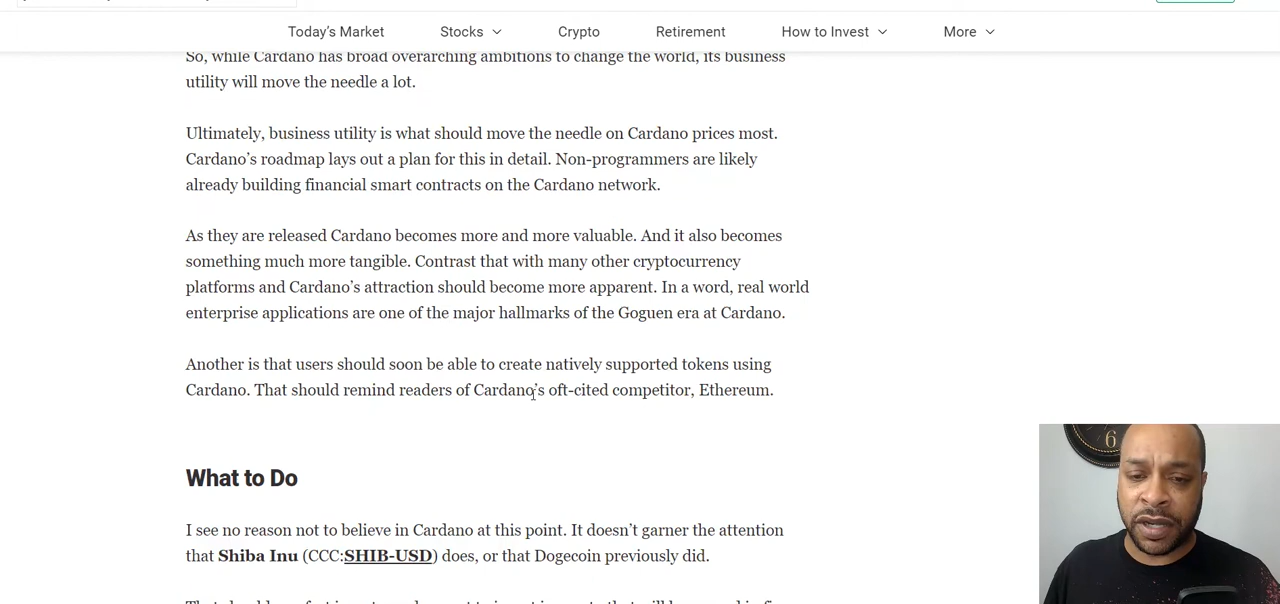 Today's Market Stocks Crypto Retirement How to Invest More
So, while Cardano has broad overarching ambitions to change the world, its business
utility will move the needle a lot.
Ultimately, business utility is what should move the needle on Cardano prices most.
Cardano’s roadmap lays out a plan for this in detail. Non-programmers are likely
already building financial smart contracts on the Cardano network.
As they are released Cardano becomes more and more valuable. And it also becomes
something much more tangible. Contrast that with many other cryptocurrency
platforms and Cardano’s attraction should become more apparent. In a word, real world
enterprise applications are one of the major hallmarks of the Goguen era at Cardano.
Another is that users should soon be able to create natively supported tokens using
Cardano. That should remind readers of Cardano’s oft-cited competitor, Ethereum.
What to Do
I see no reason not to believe in Cardano at this point. It doesn’t garner the attention
that Shiba Inu (CCC:SHIB-USD) does, or that Dogecoin previously did.
6